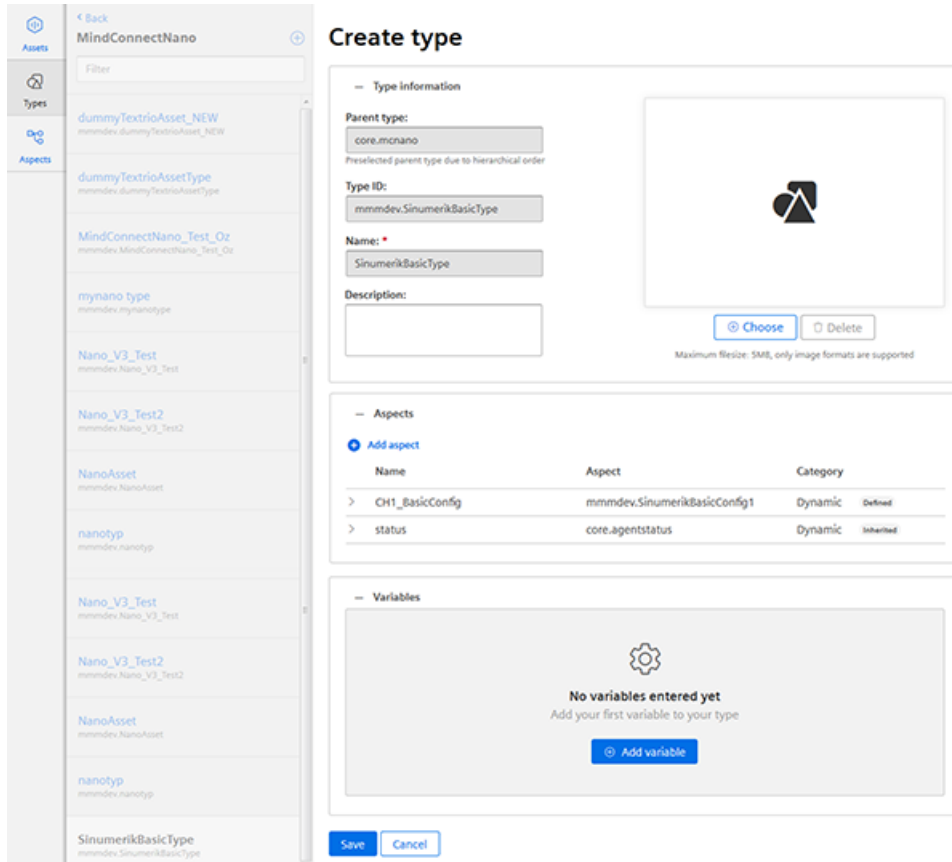 Assets
Types
Aspects
Back
MindConnectNano
Filter
dummyTextrioAsset_NEW
mmmdev.dummyTextrioAsset_NEW
dummyTextrioAssetType
mmmdev.dummyTextrioAssetType
MindConnectNano_Test_Oz
mmmdev.MindConnectNano_Test_Oz
mynano type
mmmdev.mynanotype
Nano_V3_Test
mmmdev.Nano_V3_Test
Nano_V3_Test2
mmmdev.Nano_V3_Test2
NanoAsset
mmmdev.NanoAsset
nanotyp
mmmdev.nanotyp
Nano_V3_Test
mmmdev.Nano_V3_Test
Nano_V3_Test2
mmmdev.Nano_V3_Test2
NanoAsset
mmmdev.NanoAsset
nanotyp
mmmdev.nanotyp
SinumerikBasicType
mmmdev.SinumerikBasicType
Create type
Type information
Parent type:
core.mcnano
Preselected parent type due to hierarchical order
Type ID:
mmmdev.SinumerikBasicType
Name: *
SinumerikBasicType
Description:
Choose Delete
Maximum filesize: 5MB, only image formats are supported
Aspects
Add aspect
Name Aspect Category
CH1_BasicConfig mmmdev.SinumerikBasicConfig1 Dynamic Defined
status core.agentstatus Dynamic Inherited
Variables
No variables entered yet
Add your first variable to your type
Add variable
Save Cancel